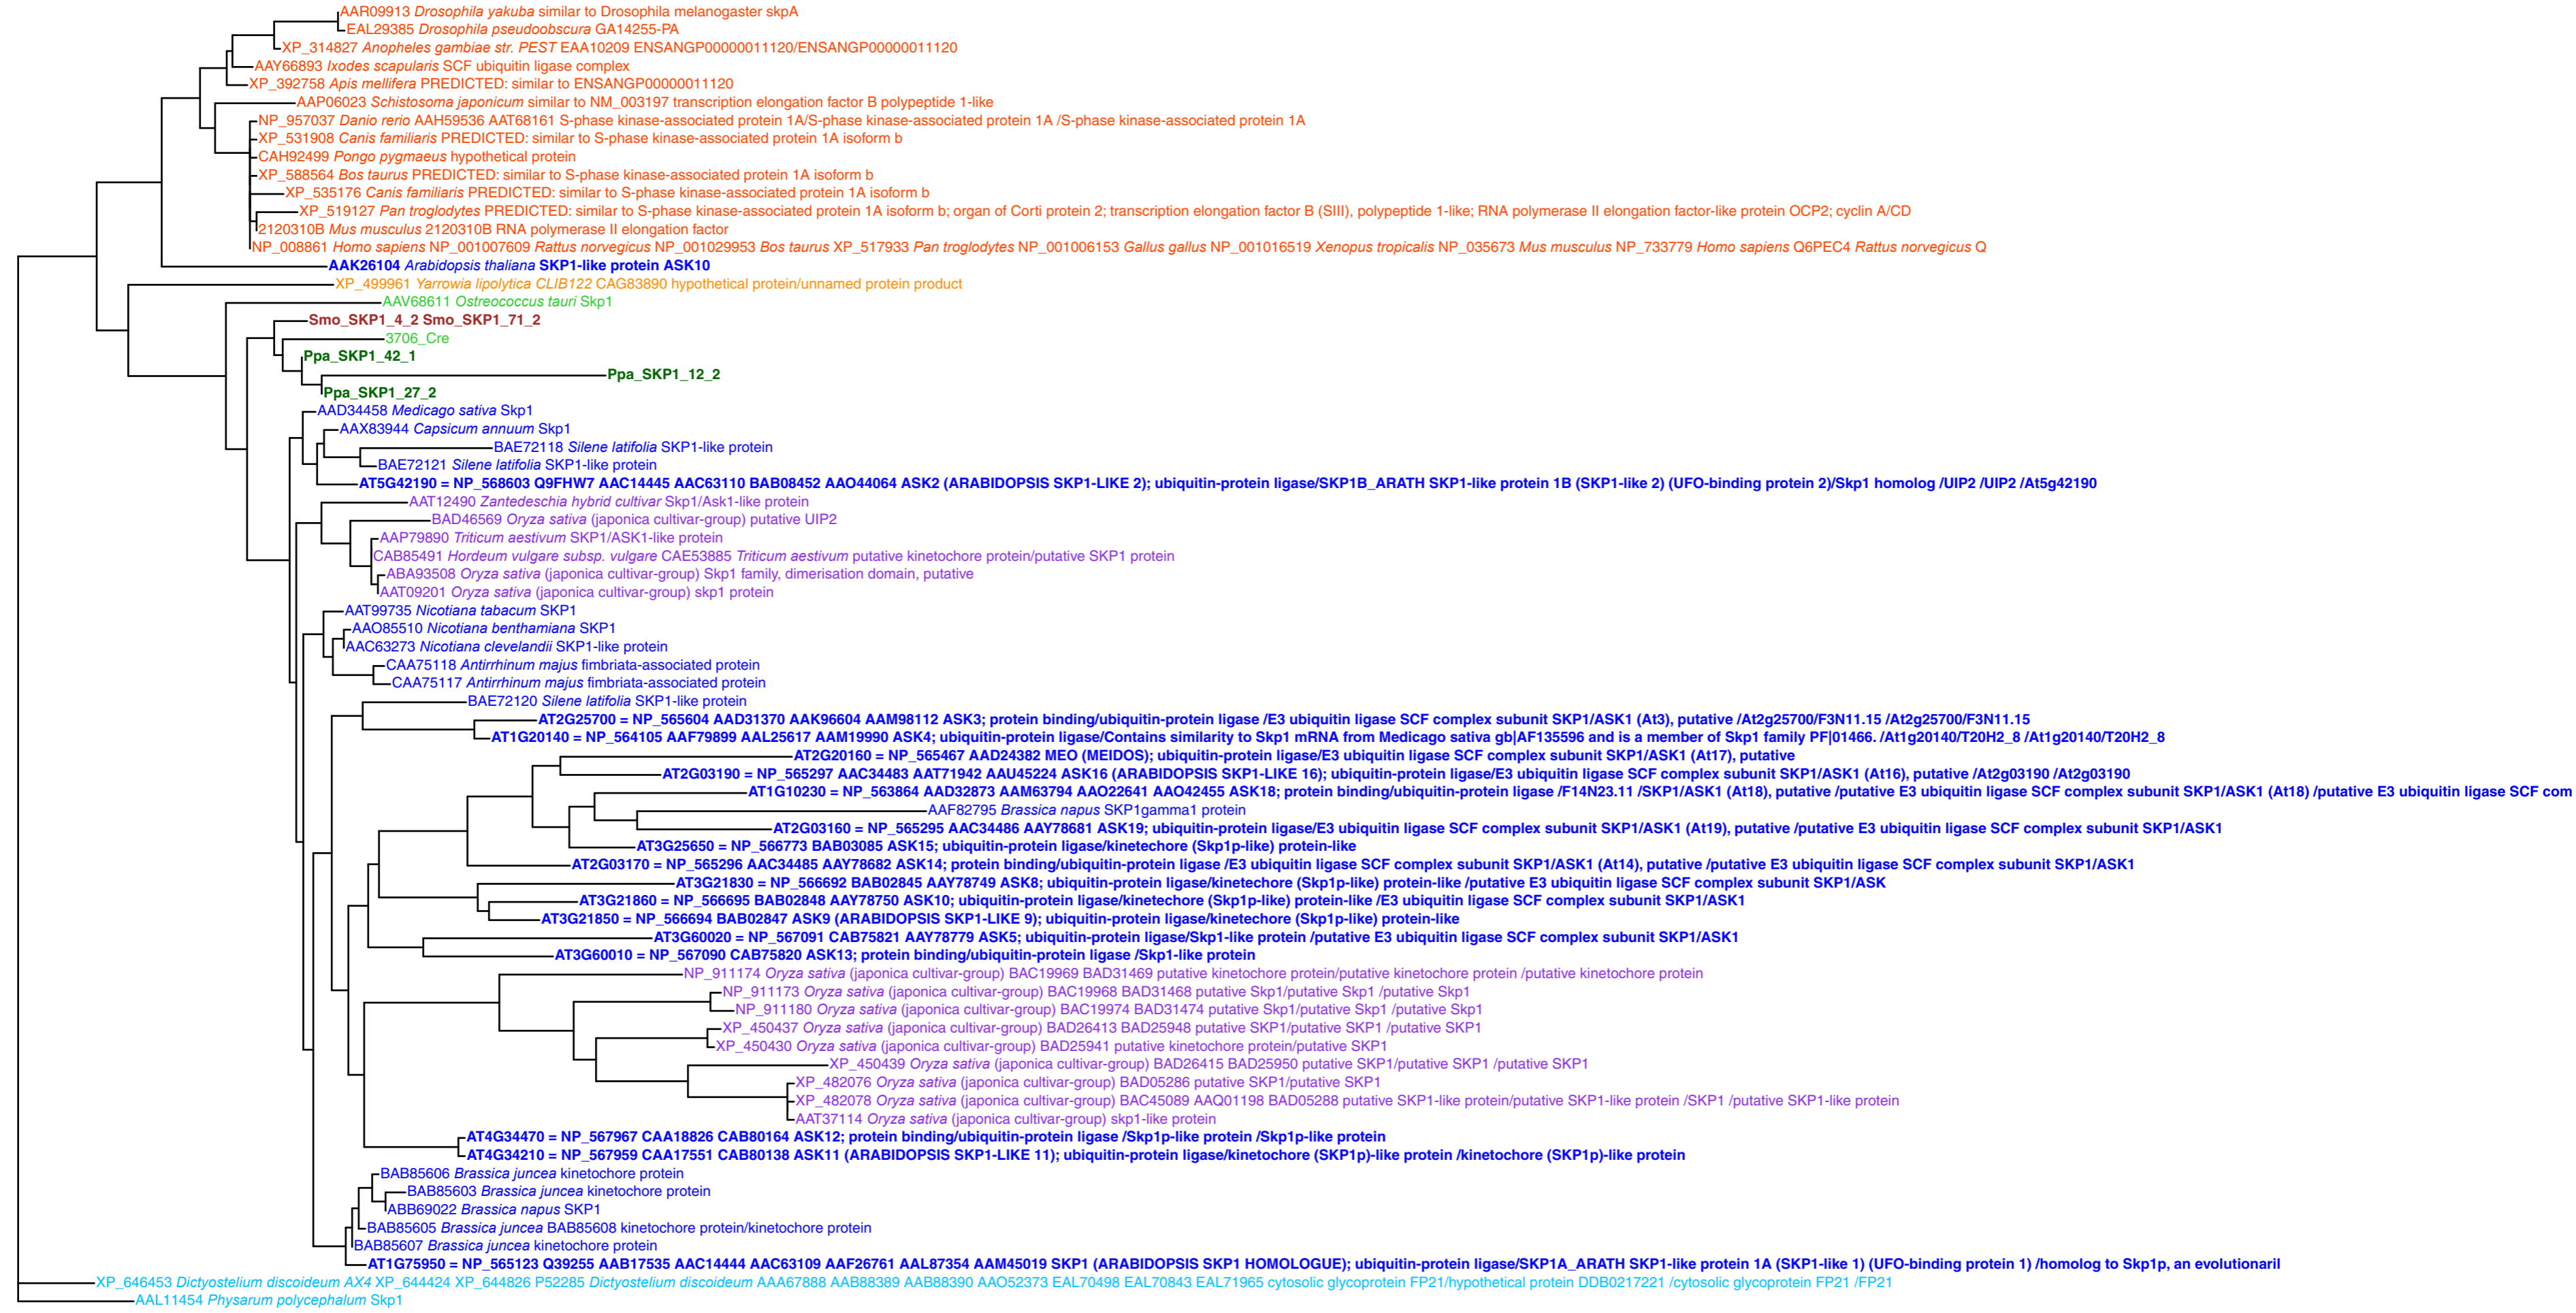 AAR09913 Drosophila yakuba similar to Drosophila melanogaster skpA
EAL29385 Drosophila pseudoobscura GA14255-PA
XP_314827 Anopheles gambiae str. PEST EAA10209 ENSANGP00000011120/ENSANGP00000011120
AAY66893 Ixodes scapularis SCF ubiquitin ligase complex
XP_392758 Apis mellifera PREDICTED: similar to ENSANGP00000011120
AAP06023 Schistosoma japonicum similar to NM_003197 transcription elongation factor B polypeptide 1-like
NP_957037 Danio rerio AAH59536 AAT68161 S-phase kinase-associated protein 1A/S-phase kinase-associated protein 1A /S-phase kinase-associated protein 1A
XP_531908 Canis familiaris PREDICTED: similar to S-phase kinase-associated protein 1A isoform b
CAH92499 Pongo pygmaeus hypothetical protein
XP_588564 Bos taurus PREDICTED: similar to S-phase kinase-associated protein 1A isoform b
XP_535176 Canis familiaris PREDICTED: similar to S-phase kinase-associated protein 1A isoform b
XP_519127 Pan troglodytes PREDICTED: similar to S-phase kinase-associated protein 1A isoform b; organ of Corti protein 2; transcription elongation factor B (SIII), polypeptide 1-like; RNA polymerase II elongation factor-like protein OCP2; cyclin A/CD
2120310B Mus musculus 2120310B RNA polymerase II elongation factor
NP_008861 Homo sapiens NP_001007609 Rattus norvegicus NP_001029953 Bos taurus XP_517933 Pan troglodytes NP_001006153 Gallus gallus NP_001016519 Xenopus tropicalis NP_035673 Mus musculus NP_733779 Homo sapiens Q6PEC4 Rattus norvegicus Q
AAK26104 Arabidopsis thaliana SKP1-like protein ASK10
XP_499961 Yarrowia lipolytica CLIB122 CAG83890 hypothetical protein/unnamed protein product
AAV68611 Ostreococcus tauri Skp1
Smo_SKP1_4_2 Smo_SKP1_71_2
3706_Cre
Ppa_SKP1_42_1
Ppa_SKP1_12_2
Ppa_SKP1_27_2
AAD34458 Medicago sativa Skp1
AAX83944 Capsicum annuum Skp1
BAE72118 Silene latifolia SKP1-like protein
BAE72121 Silene latifolia SKP1-like protein
AT5G42190 = NP_568603 Q9FHW7 AAC14445 AAC63110 BAB08452 AAO44064 ASK2 (ARABIDOPSIS SKP1-LIKE 2); ubiquitin-protein ligase/SKP1B_ARATH SKP1-like protein 1B (SKP1-like 2) (UFO-binding protein 2)/Skp1 homolog /UIP2 /UIP2 /At5g42190
AAT12490 Zantedeschia hybrid cultivar Skp1/Ask1-like protein
BAD46569 Oryza sativa (japonica cultivar-group) putative UIP2
AAP79890 Triticum aestivum SKP1/ASK1-like protein
CAB85491 Hordeum vulgare subsp. vulgare CAE53885 Triticum aestivum putative kinetochore protein/putative SKP1 protein
ABA93508 Oryza sativa (japonica cultivar-group) Skp1 family, dimerisation domain, putative
AAT09201 Oryza sativa (japonica cultivar-group) skp1 protein
AAT99735 Nicotiana tabacum SKP1
AAO85510 Nicotiana benthamiana SKP1
AAC63273 Nicotiana clevelandii SKP1-like protein
CAA75118 Antirrhinum majus fimbriata-associated protein
CAA75117 Antirrhinum majus fimbriata-associated protein
BAE72120 Silene latifolia SKP1-like protein
AT2G25700 = NP_565604 AAD31370 AAK96604 AAM98112 ASK3; protein binding/ubiquitin-protein ligase /E3 ubiquitin ligase SCF complex subunit SKP1/ASK1 (At3), putative /At2g25700/F3N11.15 /At2g25700/F3N11.15
AT1G20140 = NP_564105 AAF79899 AAL25617 AAM19990 ASK4; ubiquitin-protein ligase/Contains similarity to Skp1 mRNA from Medicago sativa gb|AF135596 and is a member of Skp1 family PF|01466. /At1g20140/T20H2_8 /At1g20140/T20H2_8
AT2G20160 = NP_565467 AAD24382 MEO (MEIDOS); ubiquitin-protein ligase/E3 ubiquitin ligase SCF complex subunit SKP1/ASK1 (At17), putative
AT2G03190 = NP_565297 AAC34483 AAT71942 AAU45224 ASK16 (ARABIDOPSIS SKP1-LIKE 16); ubiquitin-protein ligase/E3 ubiquitin ligase SCF complex subunit SKP1/ASK1 (At16), putative /At2g03190 /At2g03190
AT1G10230 = NP_563864 AAD32873 AAM63794 AAO22641 AAO42455 ASK18; protein binding/ubiquitin-protein ligase /F14N23.11 /SKP1/ASK1 (At18), putative /putative E3 ubiquitin ligase SCF complex subunit SKP1/ASK1 (At18) /putative E3 ubiquitin ligase SCF com
AAF82795 Brassica napus SKP1gamma1 protein
AT2G03160 = NP_565295 AAC34486 AAY78681 ASK19; ubiquitin-protein ligase/E3 ubiquitin ligase SCF complex subunit SKP1/ASK1 (At19), putative /putative E3 ubiquitin ligase SCF complex subunit SKP1/ASK1
AT3G25650 = NP_566773 BAB03085 ASK15; ubiquitin-protein ligase/kinetechore (Skp1p-like) protein-like
AT2G03170 = NP_565296 AAC34485 AAY78682 ASK14; protein binding/ubiquitin-protein ligase /E3 ubiquitin ligase SCF complex subunit SKP1/ASK1 (At14), putative /putative E3 ubiquitin ligase SCF complex subunit SKP1/ASK1
AT3G21830 = NP_566692 BAB02845 AAY78749 ASK8; ubiquitin-protein ligase/kinetechore (Skp1p-like) protein-like /putative E3 ubiquitin ligase SCF complex subunit SKP1/ASK
AT3G21860 = NP_566695 BAB02848 AAY78750 ASK10; ubiquitin-protein ligase/kinetechore (Skp1p-like) protein-like /E3 ubiquitin ligase SCF complex subunit SKP1/ASK1
AT3G21850 = NP_566694 BAB02847 ASK9 (ARABIDOPSIS SKP1-LIKE 9); ubiquitin-protein ligase/kinetechore (Skp1p-like) protein-like
AT3G60020 = NP_567091 CAB75821 AAY78779 ASK5; ubiquitin-protein ligase/Skp1-like protein /putative E3 ubiquitin ligase SCF complex subunit SKP1/ASK1
AT3G60010 = NP_567090 CAB75820 ASK13; protein binding/ubiquitin-protein ligase /Skp1-like protein
NP_911174 Oryza sativa (japonica cultivar-group) BAC19969 BAD31469 putative kinetochore protein/putative kinetochore protein /putative kinetochore protein
NP_911173 Oryza sativa (japonica cultivar-group) BAC19968 BAD31468 putative Skp1/putative Skp1 /putative Skp1
NP_911180 Oryza sativa (japonica cultivar-group) BAC19974 BAD31474 putative Skp1/putative Skp1 /putative Skp1
XP_450437 Oryza sativa (japonica cultivar-group) BAD26413 BAD25948 putative SKP1/putative SKP1 /putative SKP1
XP_450430 Oryza sativa (japonica cultivar-group) BAD25941 putative kinetochore protein/putative SKP1
XP_450439 Oryza sativa (japonica cultivar-group) BAD26415 BAD25950 putative SKP1/putative SKP1 /putative SKP1
XP_482076 Oryza sativa (japonica cultivar-group) BAD05286 putative SKP1/putative SKP1
XP_482078 Oryza sativa (japonica cultivar-group) BAC45089 AAQ01198 BAD05288 putative SKP1-like protein/putative SKP1-like protein /SKP1 /putative SKP1-like protein
AAT37114 Oryza sativa (japonica cultivar-group) skp1-like protein
AT4G34470 = NP_567967 CAA18826 CAB80164 ASK12; protein binding/ubiquitin-protein ligase /Skp1p-like protein /Skp1p-like protein
AT4G34210 = NP_567959 CAA17551 CAB80138 ASK11 (ARABIDOPSIS SKP1-LIKE 11); ubiquitin-protein ligase/kinetochore (SKP1p)-like protein /kinetochore (SKP1p)-like protein
BAB85606 Brassica juncea kinetochore protein
BAB85603 Brassica juncea kinetochore protein
ABB69022 Brassica napus SKP1
BAB85605 Brassica juncea BAB85608 kinetochore protein/kinetochore protein
BAB85607 Brassica juncea kinetochore protein
AT1G75950 = NP_565123 Q39255 AAB17535 AAC14444 AAC63109 AAF26761 AAL87354 AAM45019 SKP1 (ARABIDOPSIS SKP1 HOMOLOGUE); ubiquitin-protein ligase/SKP1A_ARATH SKP1-like protein 1A (SKP1-like 1) (UFO-binding protein 1) /homolog to Skp1p, an evolutionaril
XP_646453 Dictyostelium discoideum AX4 XP_644424 XP_644826 P52285 Dictyostelium discoideum AAA67888 AAB88389 AAB88390 AAO52373 EAL70498 EAL70843 EAL71965 cytosolic glycoprotein FP21/hypothetical protein DDB0217221 /cytosolic glycoprotein FP21 /FP21
AAL11454 Physarum polycephalum Skp1